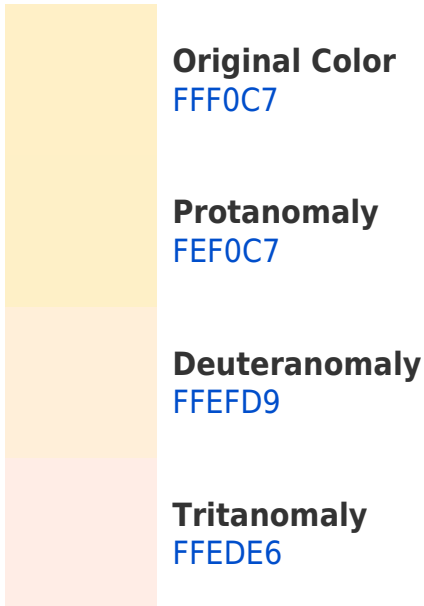 Original Color
FFF0C7
Protanomaly
FEF0C7
Deuteranomaly
FFEFD9
Tritanomaly
FFEDE6